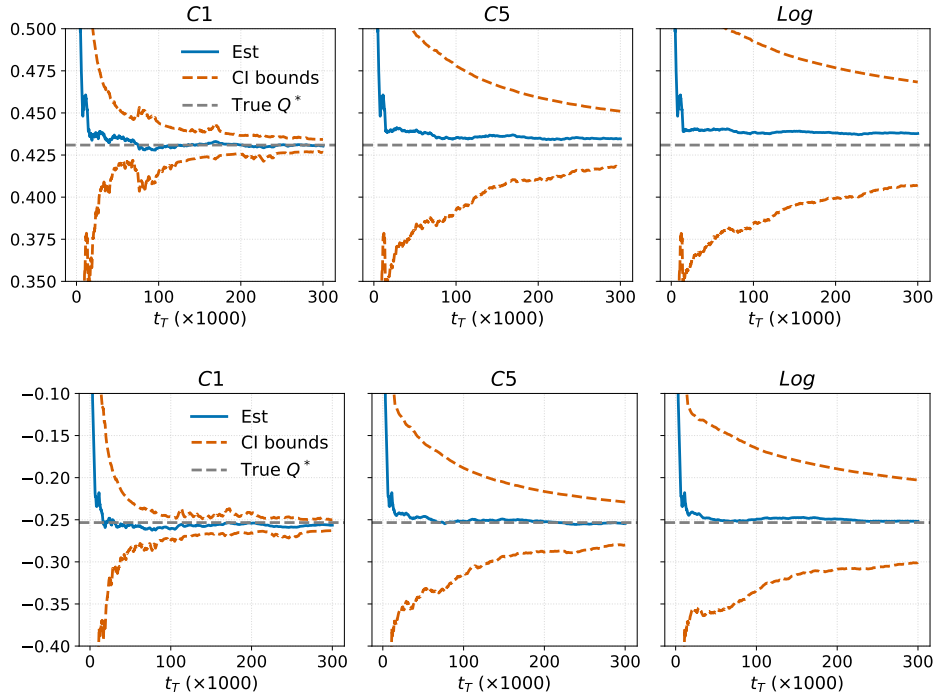 C1
C5
Log
0.500
0.475
0.450
0.425
0.400
0.375
0.350
Est
CI bounds
True Q*
0 100 200 300
0 100 200 300
0 100 200 300
t_T (×1000)
t_T (×1000)
t_T (×1000)
C1
C5
Log
−0.10
−0.15
−0.20
−0.25
−0.30
−0.35
−0.40
Est
CI bounds
True Q*
0 100 200 300
0 100 200 300
0 100 200 300
t_T (×1000)
t_T (×1000)
t_T (×1000)